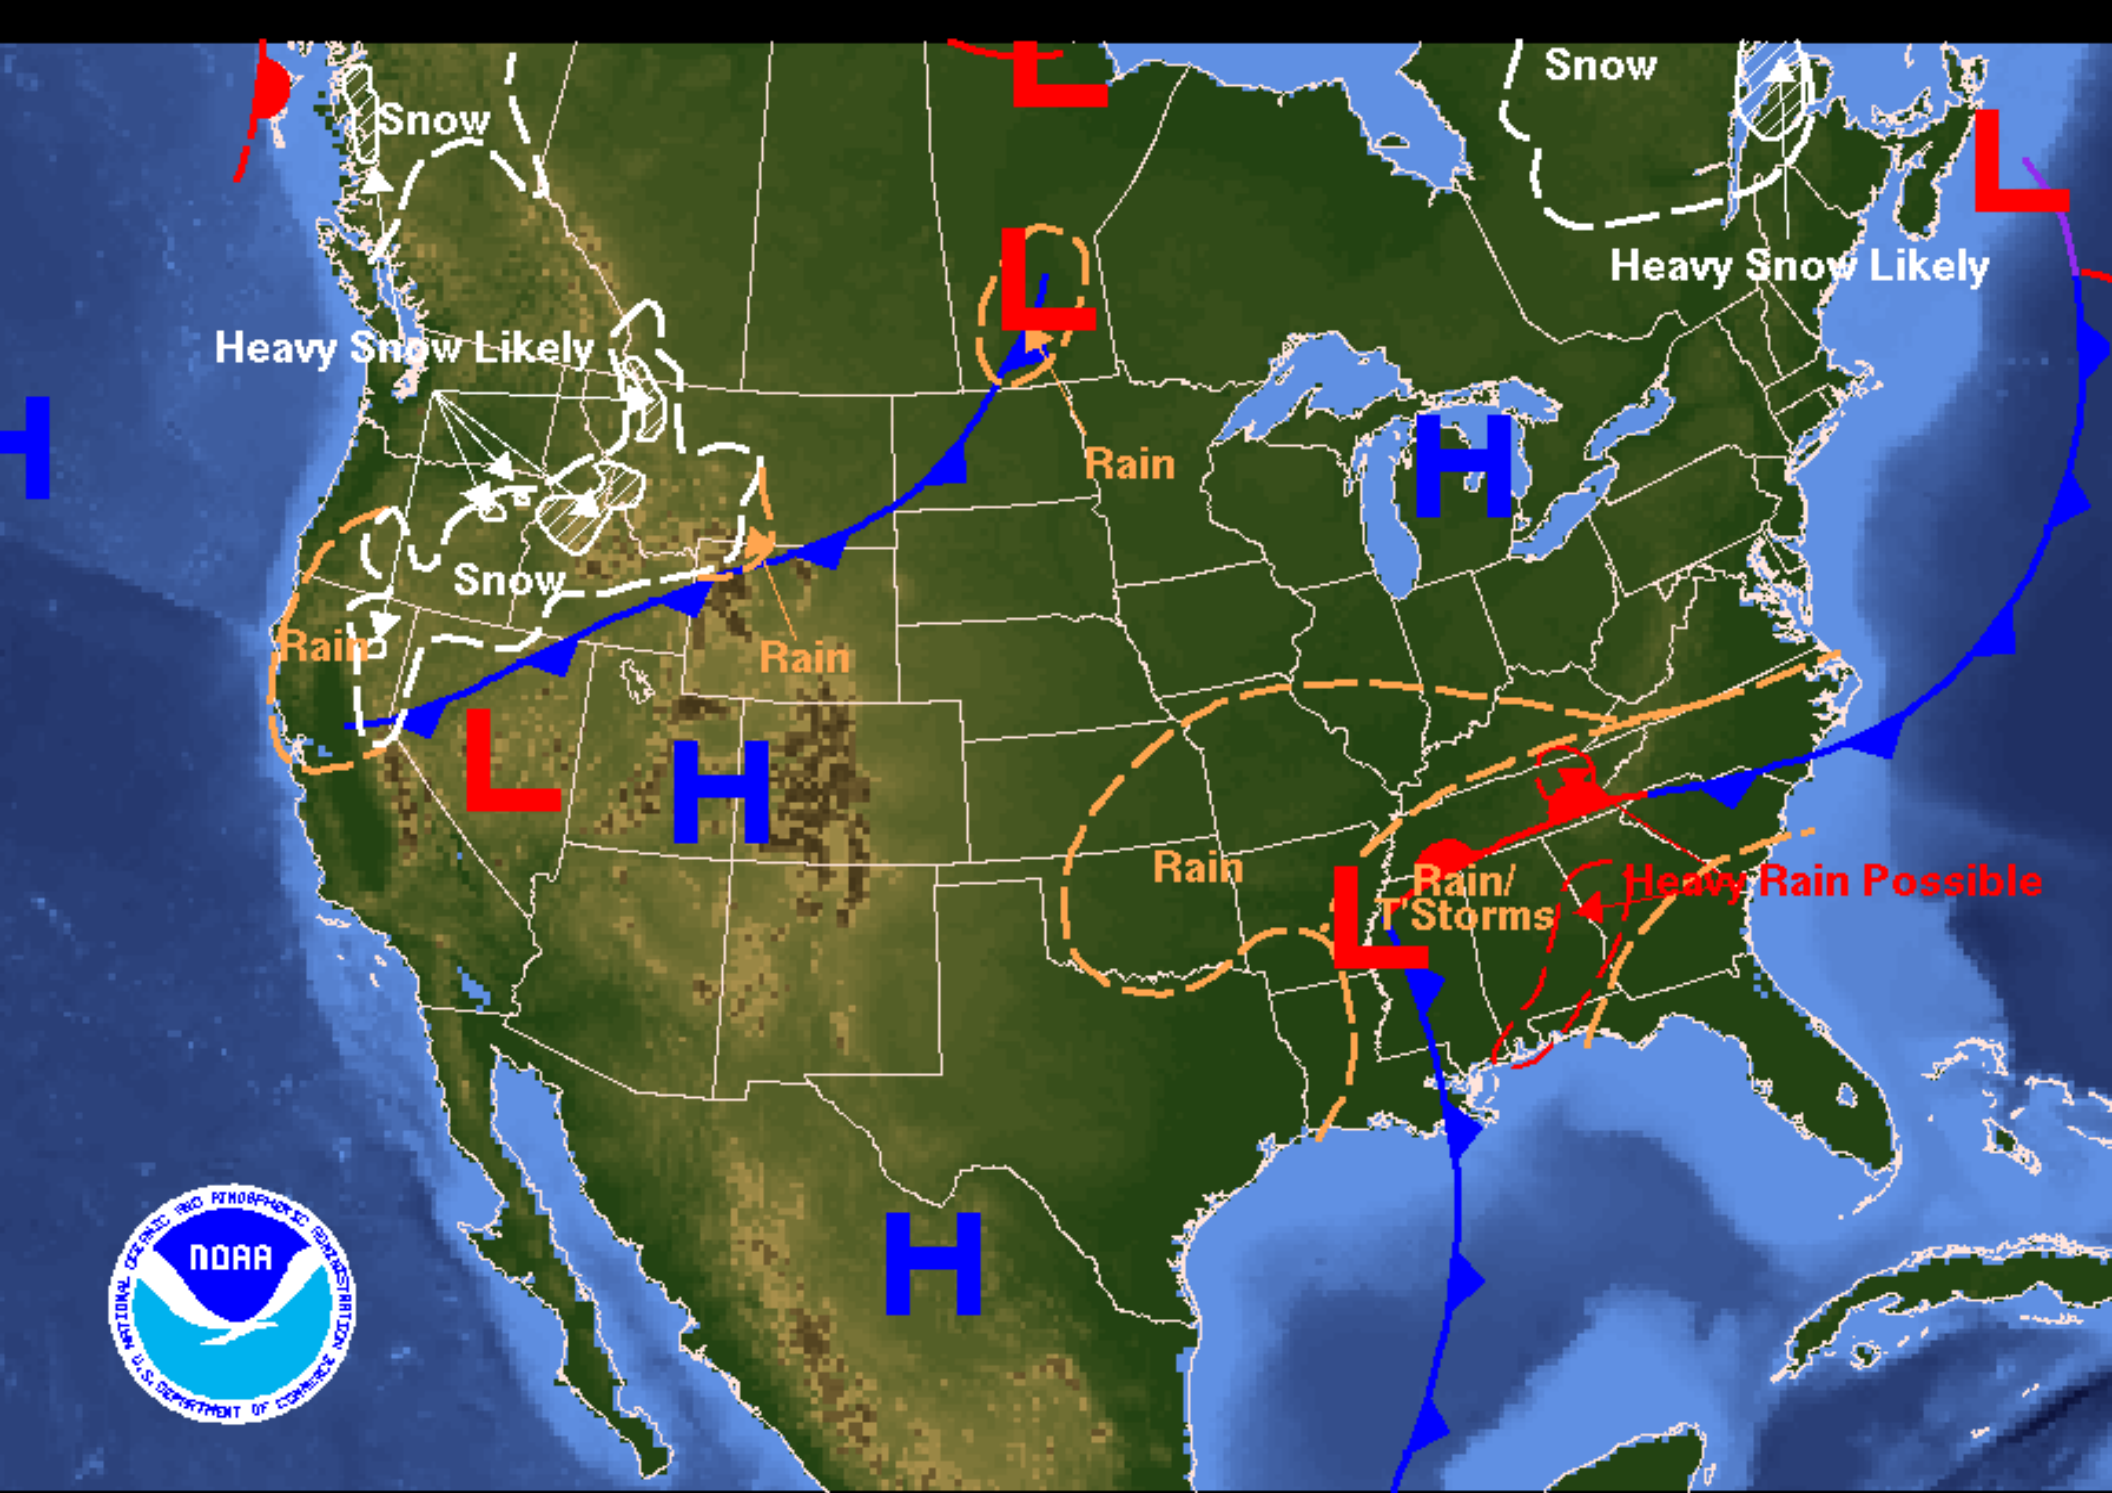 Snow
Snow
L
L
Heavy Snow Likely
L
Heavy Snow Likely
H
H
Rain
Snow
Rain
Rain
L
H
Rain
L
Rain/
T'Storms
Heavy Rain Possible
H
NOAA
NATIONAL OCEANIC AND ATMOSPHERIC ADMINISTRATION
U.S. DEPARTMENT OF COMMERCE